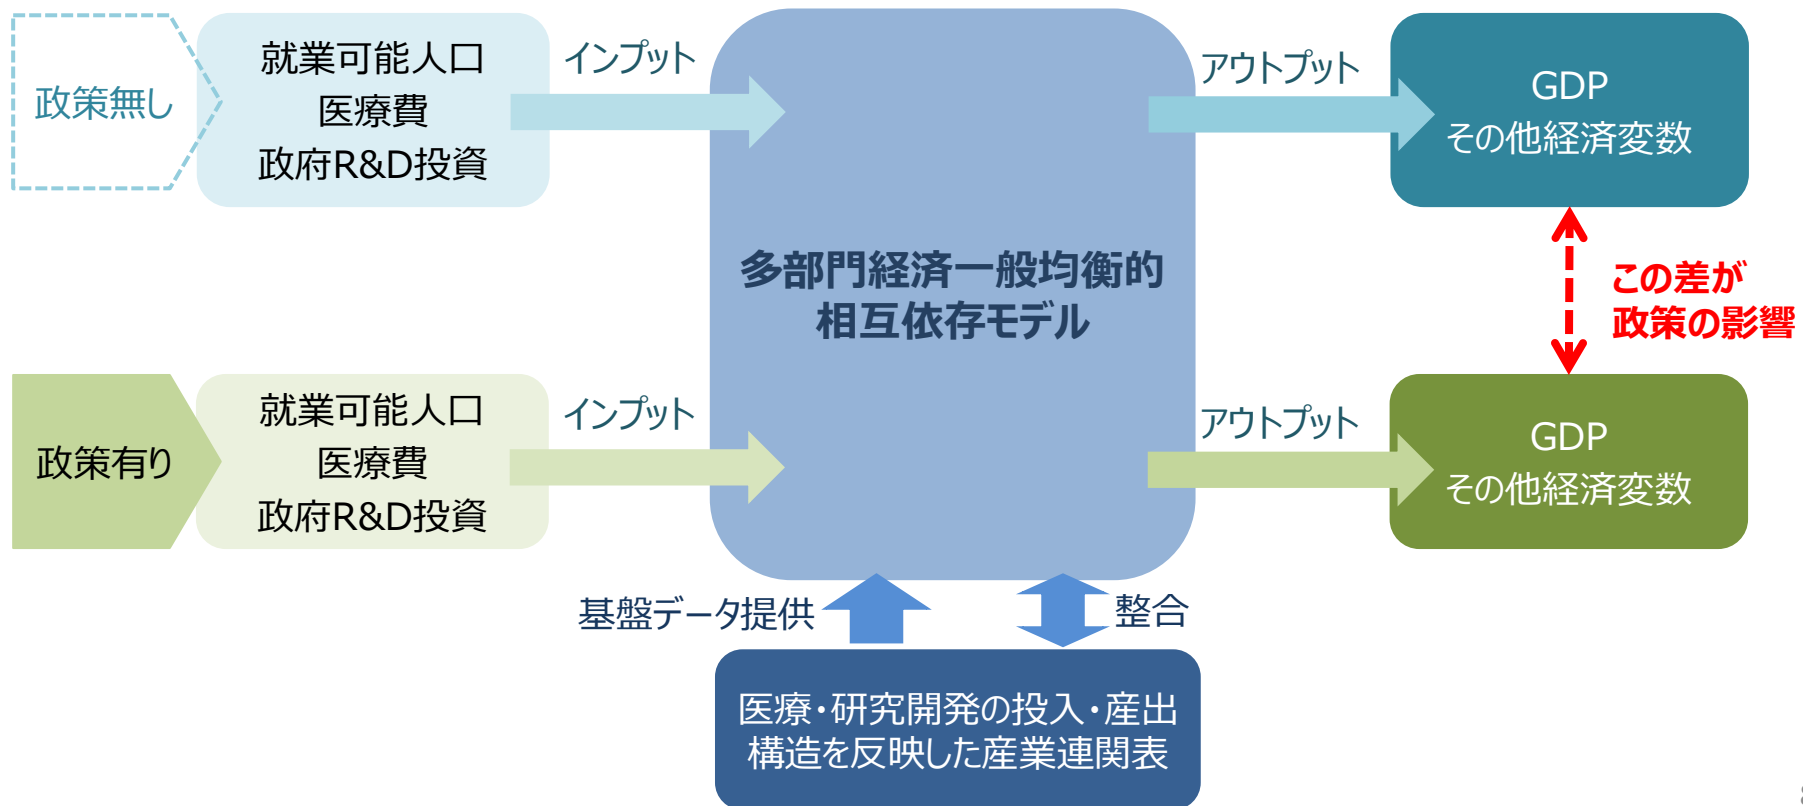 政策無し
就業可能人口
医療費
政府R&D投資
インプット
アウトプット
GDP
その他経済変数
多部門経済一般均衡的
相互依存モデル
この差が
政策の影響
政策有り
就業可能人口
医療費
政府R&D投資
インプット
アウトプット
GDP
その他経済変数
基盤データ提供
整合
医療・研究開発の投入・産出
構造を反映した産業連関表